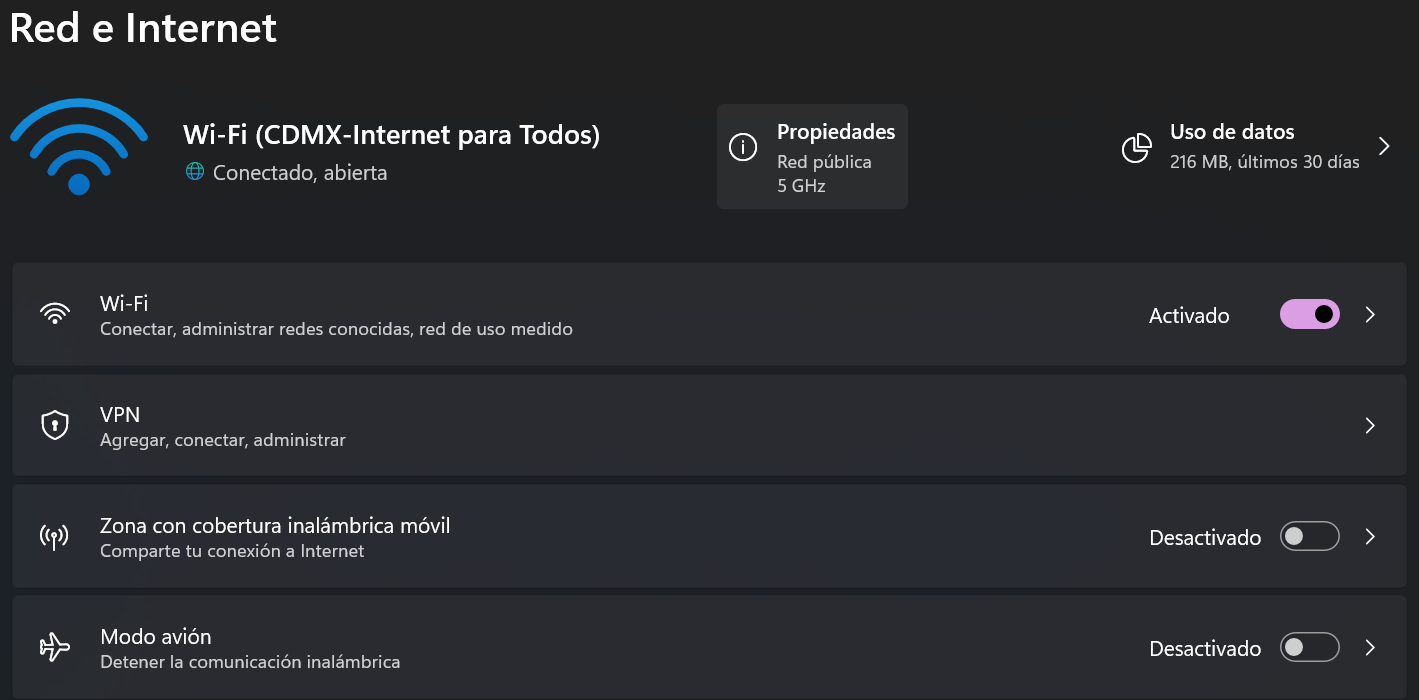 Red e Internet
Wi-Fi (CDMX-Internet para Todos)
Conectado, abierta
Propiedades
Red pública
5 GHz
Uso de datos
216 MB, últimos 30 días
Wi-Fi
Conectar, administrar redes conocidas, red de uso medido
Activado
VPN
Agregar, conectar, administrar
Zona con cobertura inalámbrica móvil
Comparte tu conexión a Internet
Desactivado
Modo avión
Detener la comunicación inalámbrica
Desactivado